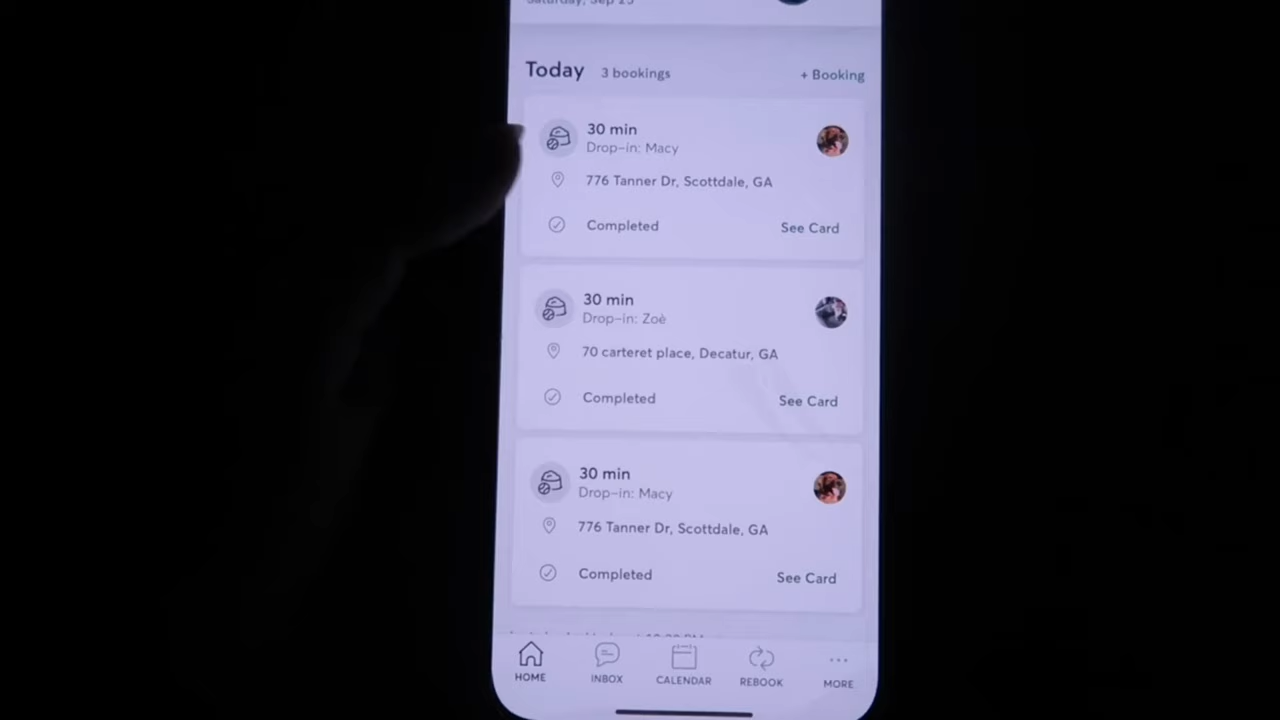 Saturday, Sep 23
Today 3 bookings + Booking
30 min
Drop-in: Macy
776 Tanner Dr, Scottdale, GA
Completed See Card
30 min
Drop-in: Zoè
70 carteret place, Decatur, GA
Completed See Card
30 min
Drop-in: Macy
776 Tanner Dr, Scottdale, GA
Completed See Card
HOME INBOX CALENDAR REBOOK MORE